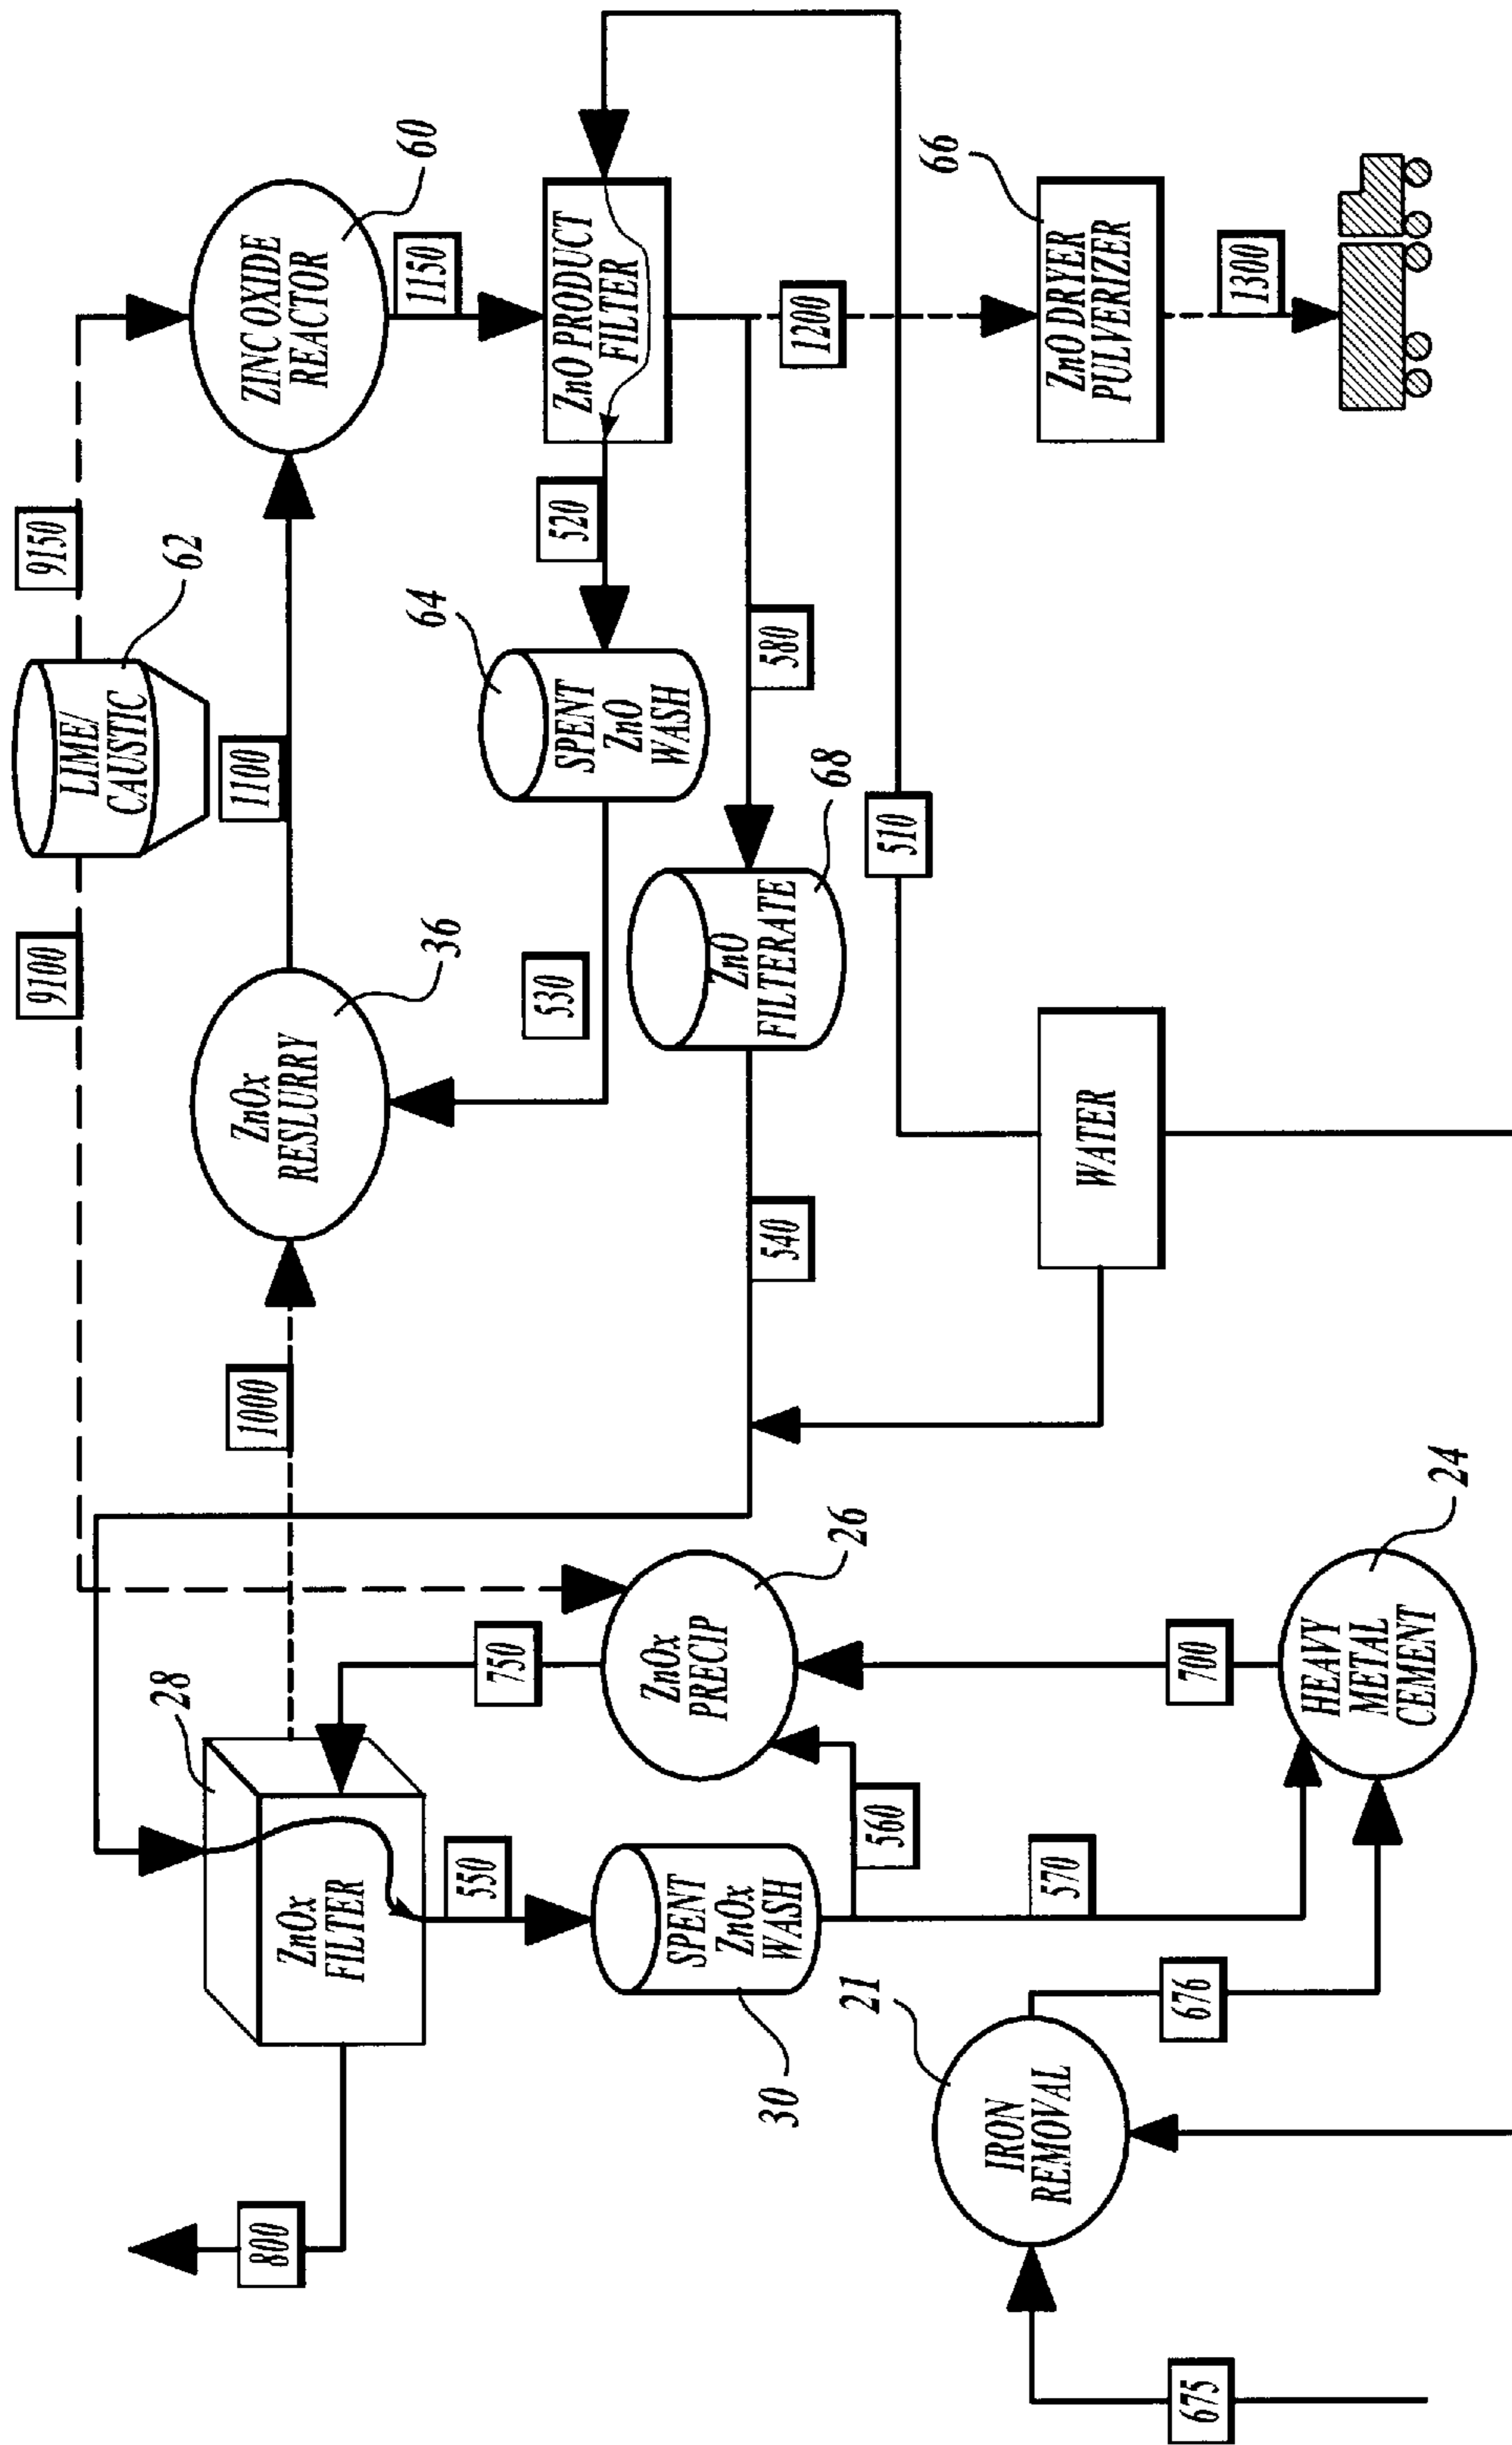 800
28
ZnOx
FILTER
1000
9100
ZnOx
RESLURRY
36
LIME/
CAUSTIC
62
9150
1100
ZINC OXIDE
REACTOR
60
1150
550
750
SPENT
ZnOx
WASH
30
ZnOx
PRECIP
26
530
SPENT
ZnO
WASH
64
520
ZnO PRODUCT
FILTER
540
ZnO
FILTERATE
68
580
1200
675
IRON
REMOVAL
21
676
560
570
700
HEAVY
METAL
CEMENT
24
WATER
510
ZnO DRYER
PULVERIZER
66
1300